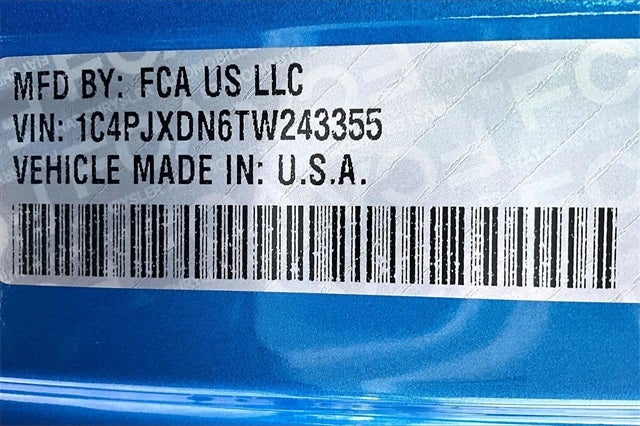 MFD BY: FCA US LLC
VIN: 1C4PJXDN6TW243355
VEHICLE MADE IN: U.S.A.